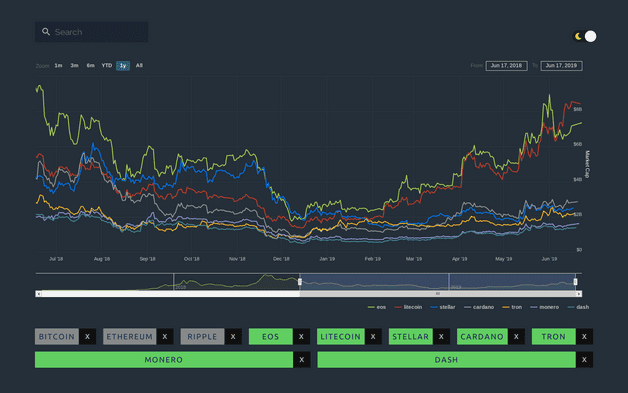 Search
Zoom 1m 3m 6m YTD 1y All From Jun 17, 2018 To Jun 17, 2019
$8B
$6B
Market Cap
$4B
$2B
$0
Jul '18 Aug '18 Sep '18 Oct '18 Nov '18 Dec '18 Jan '19 Feb '19 Mar '19 Apr '19 May '19 Jun '19
eos litecoin stellar cardano tron monero dash
BITCOIN X ETHEREUM X RIPPLE X EOS X LITECOIN X STELLAR X CARDANO X TRON X
MONERO X DASH X